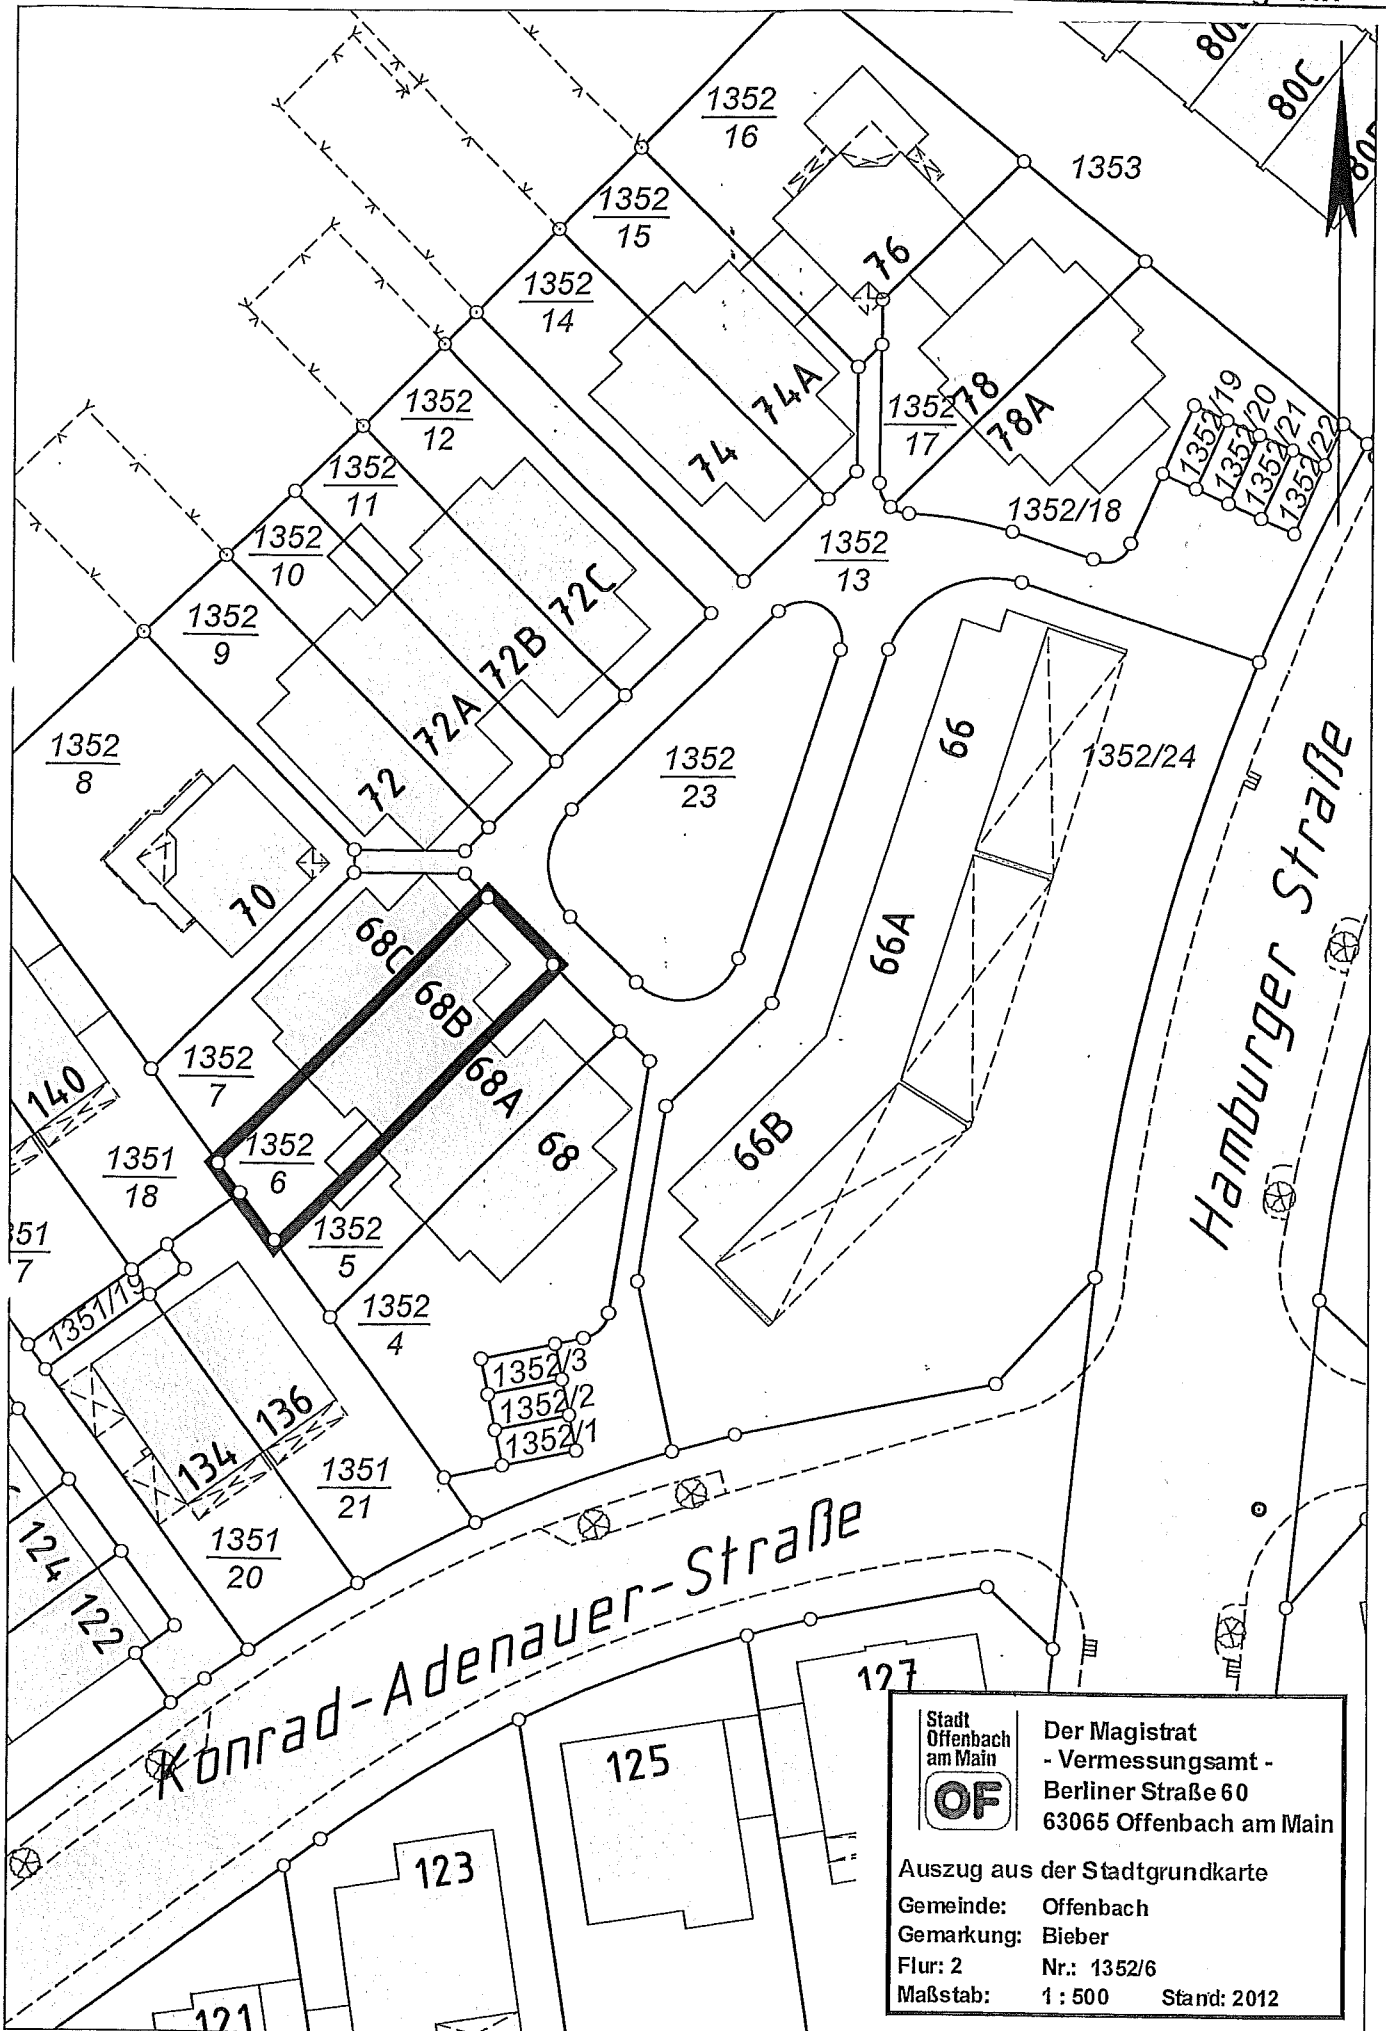 80C
1352
16
1353
1352
15
76
1352
14
1352/19
1352/20
1352/21
1352/22
74A
1352
17
78
78A
74
1352
12
1352
11
1352/18
1352
10
1352
13
72C
72B
1352
9
72A
72
66
1352/24
1352
8
1352
23
70
Hamburger Straße
68C
66A
68B
1352
7
68A
140
66B
68
1352
6
1351
18
1352
5
1351/19
1352
4
1352/3
1352/2
1352/1
136
134
1351
21
1351
20
124
122
Konrad-Adenauer-Straße
127
125
123
121
Stadt
Offenbach
am Main
OF
Der Magistrat
- Vermessungsamt -
Berliner Straße 60
63065 Offenbach am Main
Auszug aus der Stadtgrundkarte
Gemeinde: Offenbach
Gemarkung: Bieber
Flur: 2 Nr.: 1352/6
Maßstab: 1 : 500 Stand: 2012